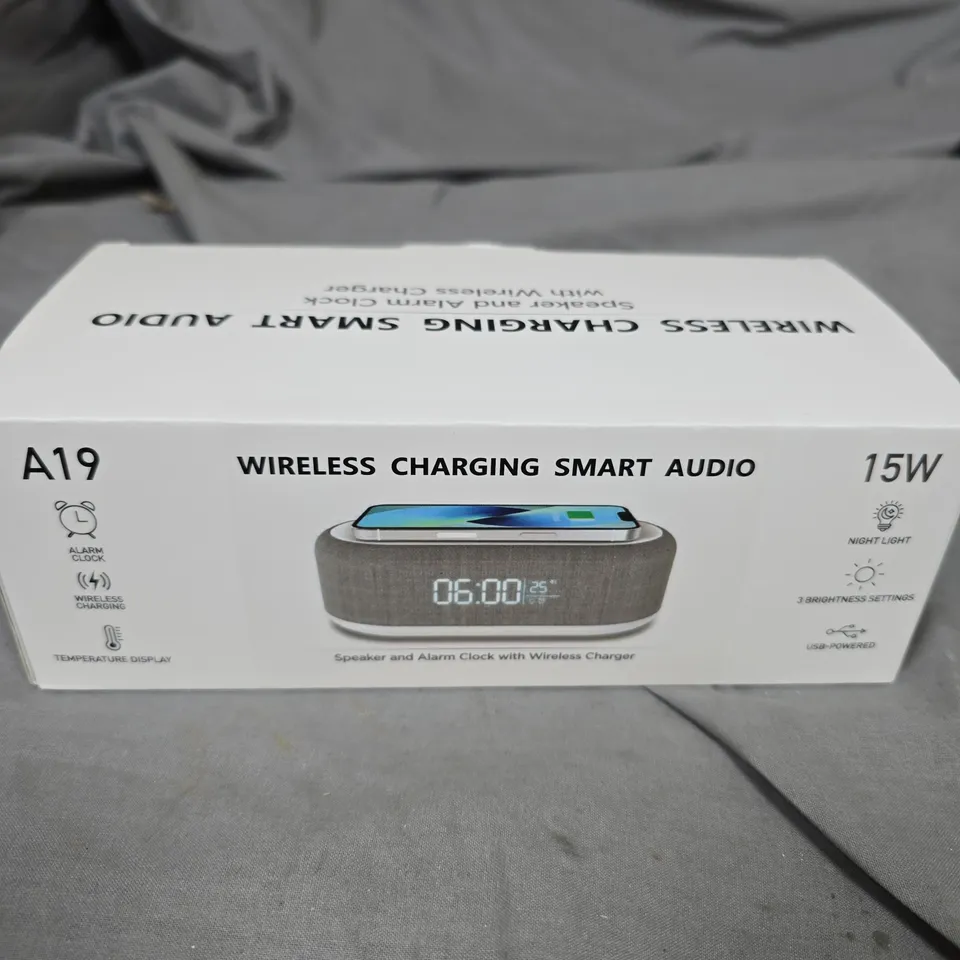 WIRELESS CHARGING SMART AUDIO
Speaker and Alarm Clock
with Wireless Charger
A19
WIRELESS CHARGING SMART AUDIO
15W
ALARM
CLOCK
WIRELESS
CHARGING
TEMPERATURE DISPLAY
06:00
25
Speaker and Alarm Clock with Wireless Charger
NIGHT LIGHT
3 BRIGHTNESS SETTINGS
USB-POWERED